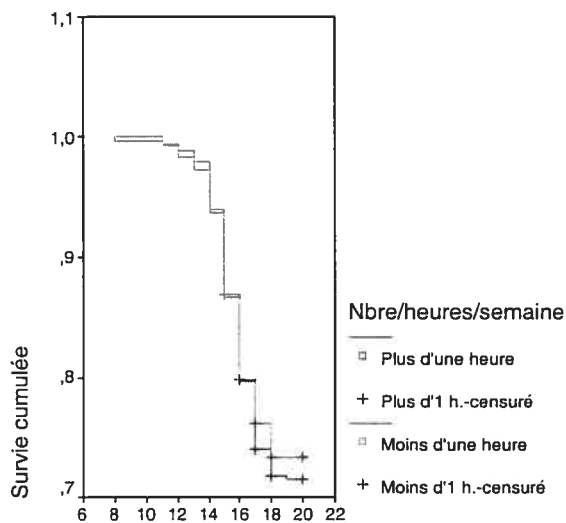 1,1
1,0
,9
,8
,7
Survie cumulée
6 8 10 12 14 16 18 20 22
Nbre/heures/semaine
Plus d'une heure
Plus d'1 h.-censuré
Moins d'une heure
Moins d'1 h.-censuré